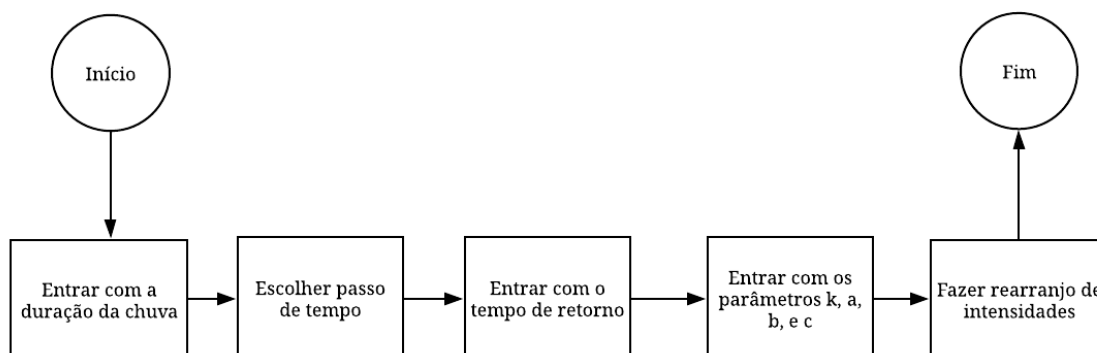 Início
Fim
Entrar com a
duração da chuva
Escolher passo
de tempo
Entrar com o
tempo de retorno
Entrar com os
parâmetros k, a,
b, e c
Fazer rearranjo de
intensidades